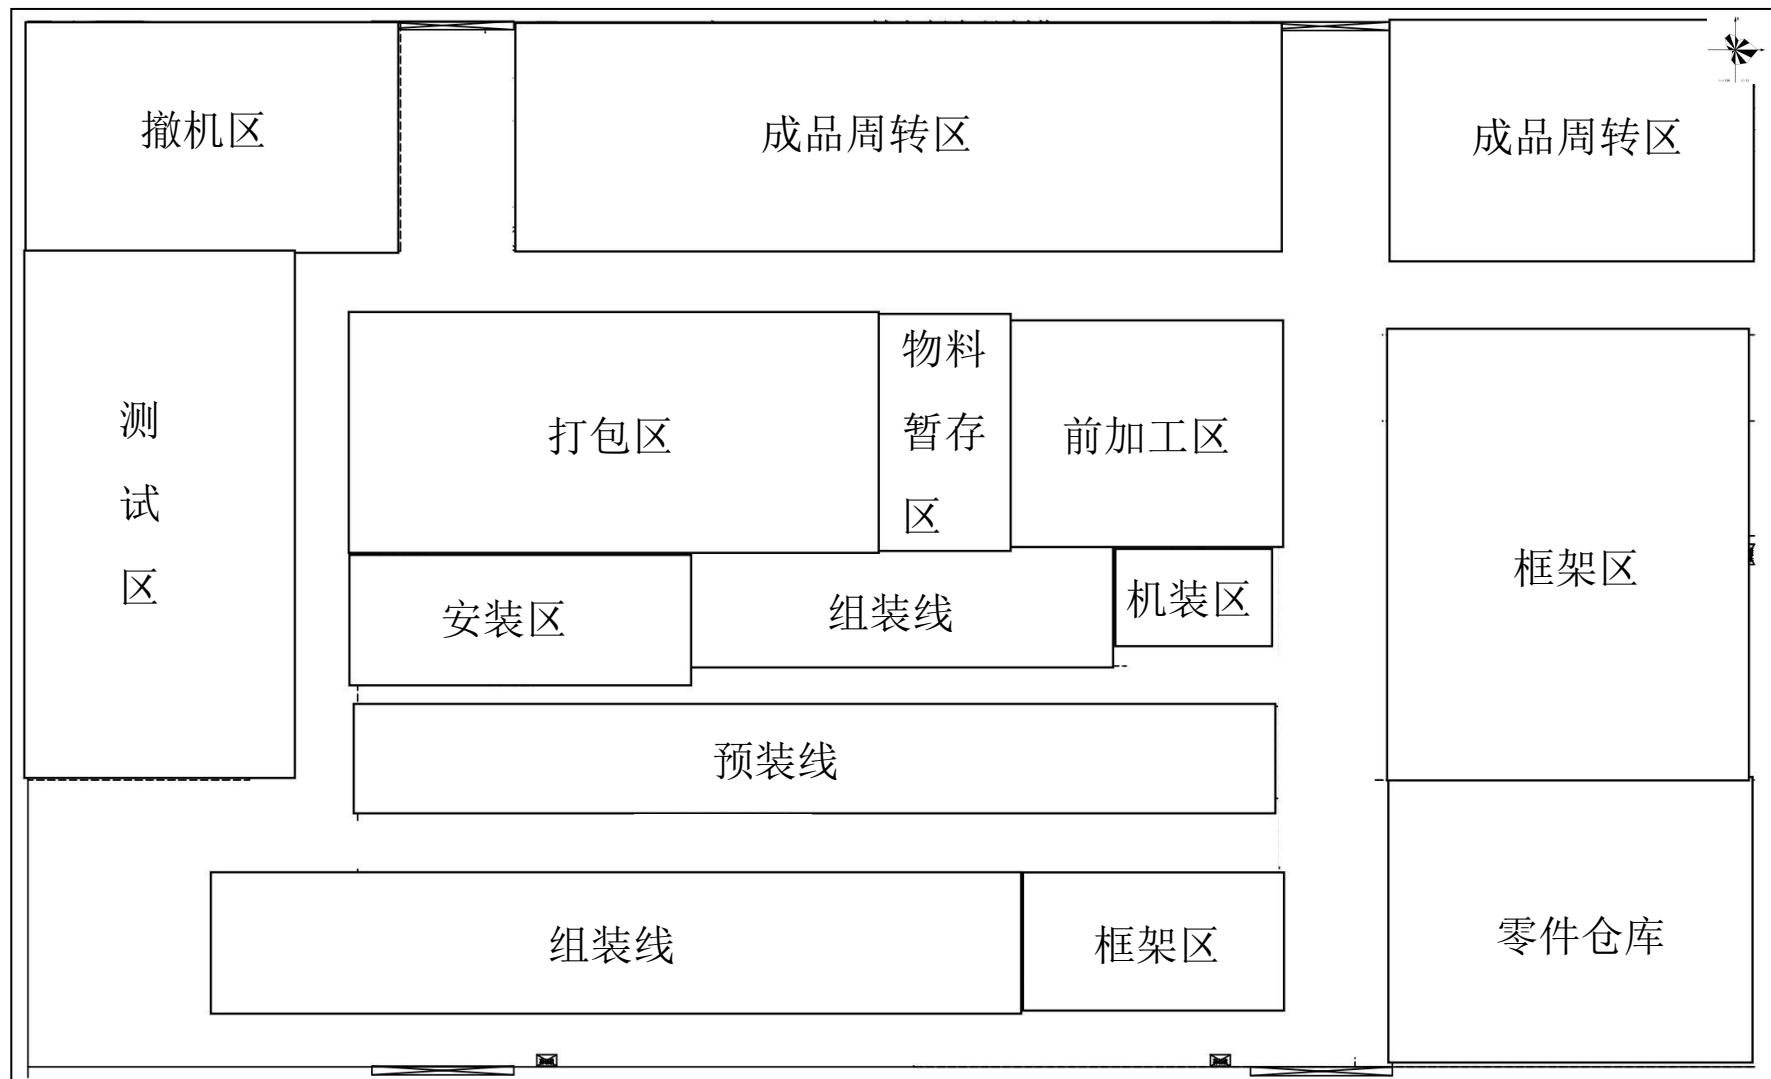 撤机区
成品周转区
成品周转区
测
试
区
打包区
物料
暂存
区
前加工区
框架区
安装区
组装线
机装区
预装线
组装线
框架区
零件仓库